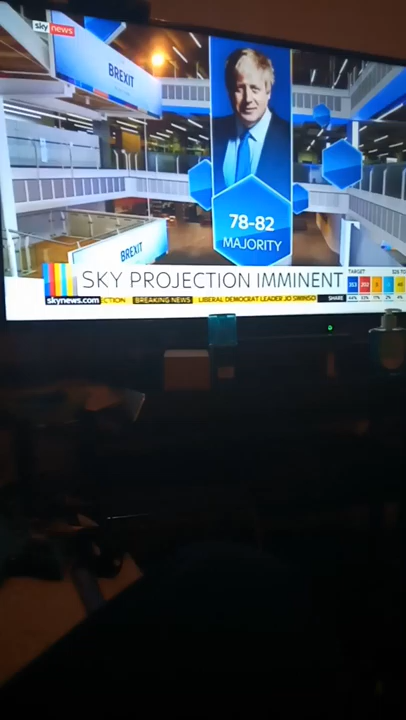 sky news
BREXIT
78-82
MAJORITY
BREXIT
SKY PROJECTION IMMINENT
TARGET
skynews.com
CTION BREAKING NEWS LIBERAL DEMOCRAT LEADER JO SWINSO
SHARE